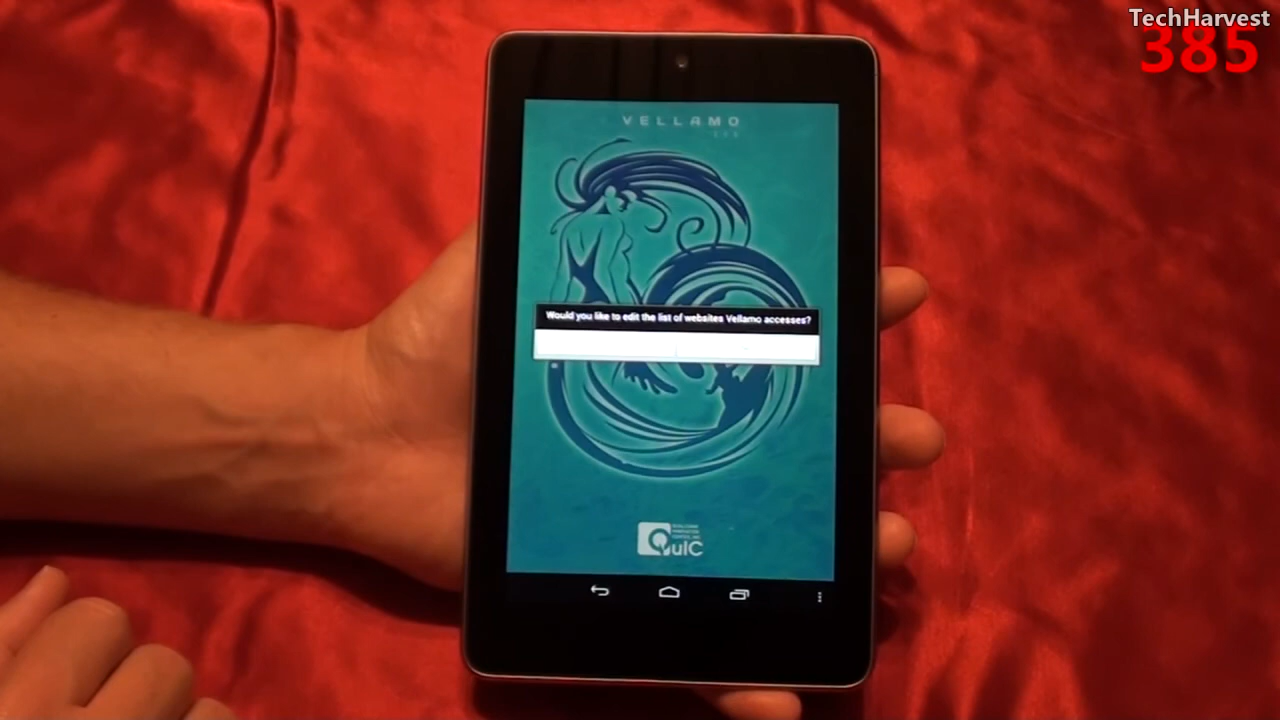 TechHarvest
385
VELLAMO
Would you like to edit the list of websites Vellamo accesses?
QuIC